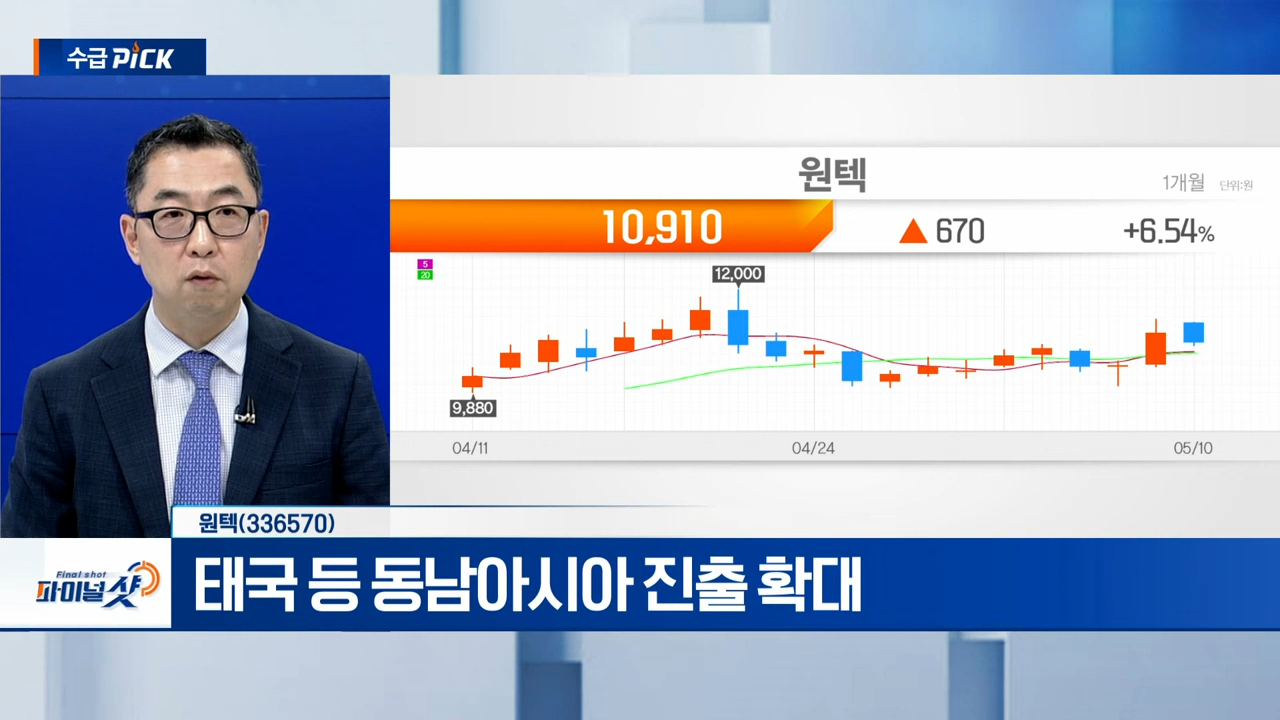 수급 PiCK
원텍
1개월 단위:원
10,910 ▲ 670 +6.54%
5
20
12,000
9,880
04/11 04/24 05/10
원텍(336570)
Final shot
파이널샷
태국 등 동남아시아 진출 확대